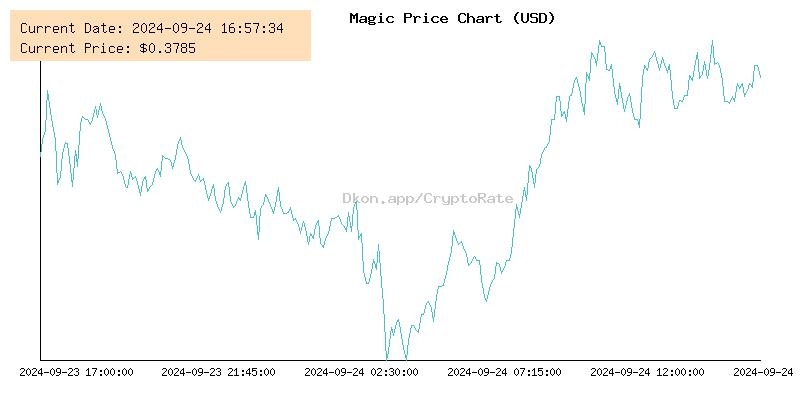 Magic Price Chart (USD)
Current Date: 2024-09-24 16:57:34
Current Price: $0.3785
Dkon.app/CryptoRate
2024-09-23 17:00:00 2024-09-23 21:45:00 2024-09-24 02:30:00 2024-09-24 07:15:00 2024-09-24 12:00:00 2024-09-24